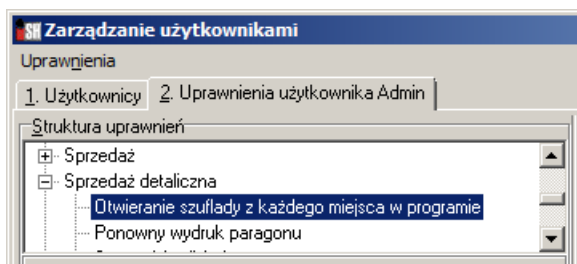 SH Zarządzanie użytkownikami
Uprawnienia
1. Użytkownicy 2. Uprawnienia użytkownika Admin
Struktura uprawnień
Sprzedaż
Sprzedaż detaliczna
Otwieranie szuflady z każdego miejsca w programie
Ponowny wydruk paragonu